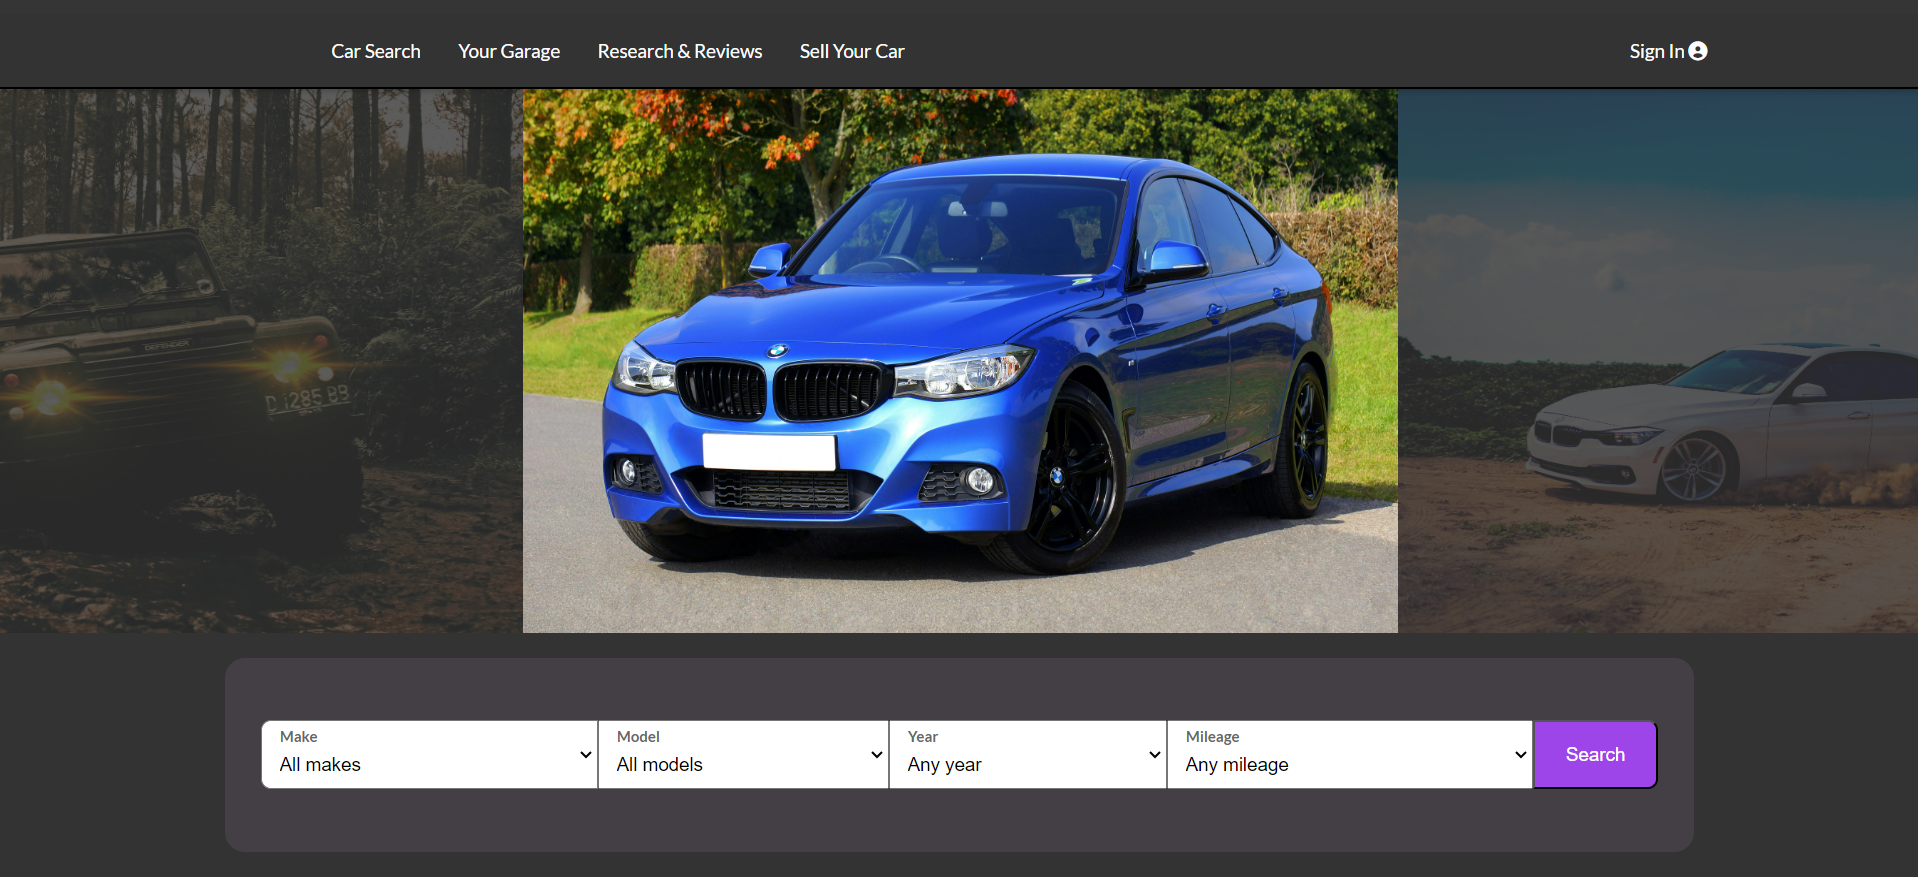 Car Search Your Garage Research & Reviews Sell Your Car Sign In
DEFENDER
D 1285 BB
Make Model Year Mileage
All makes All models Any year Any mileage Search